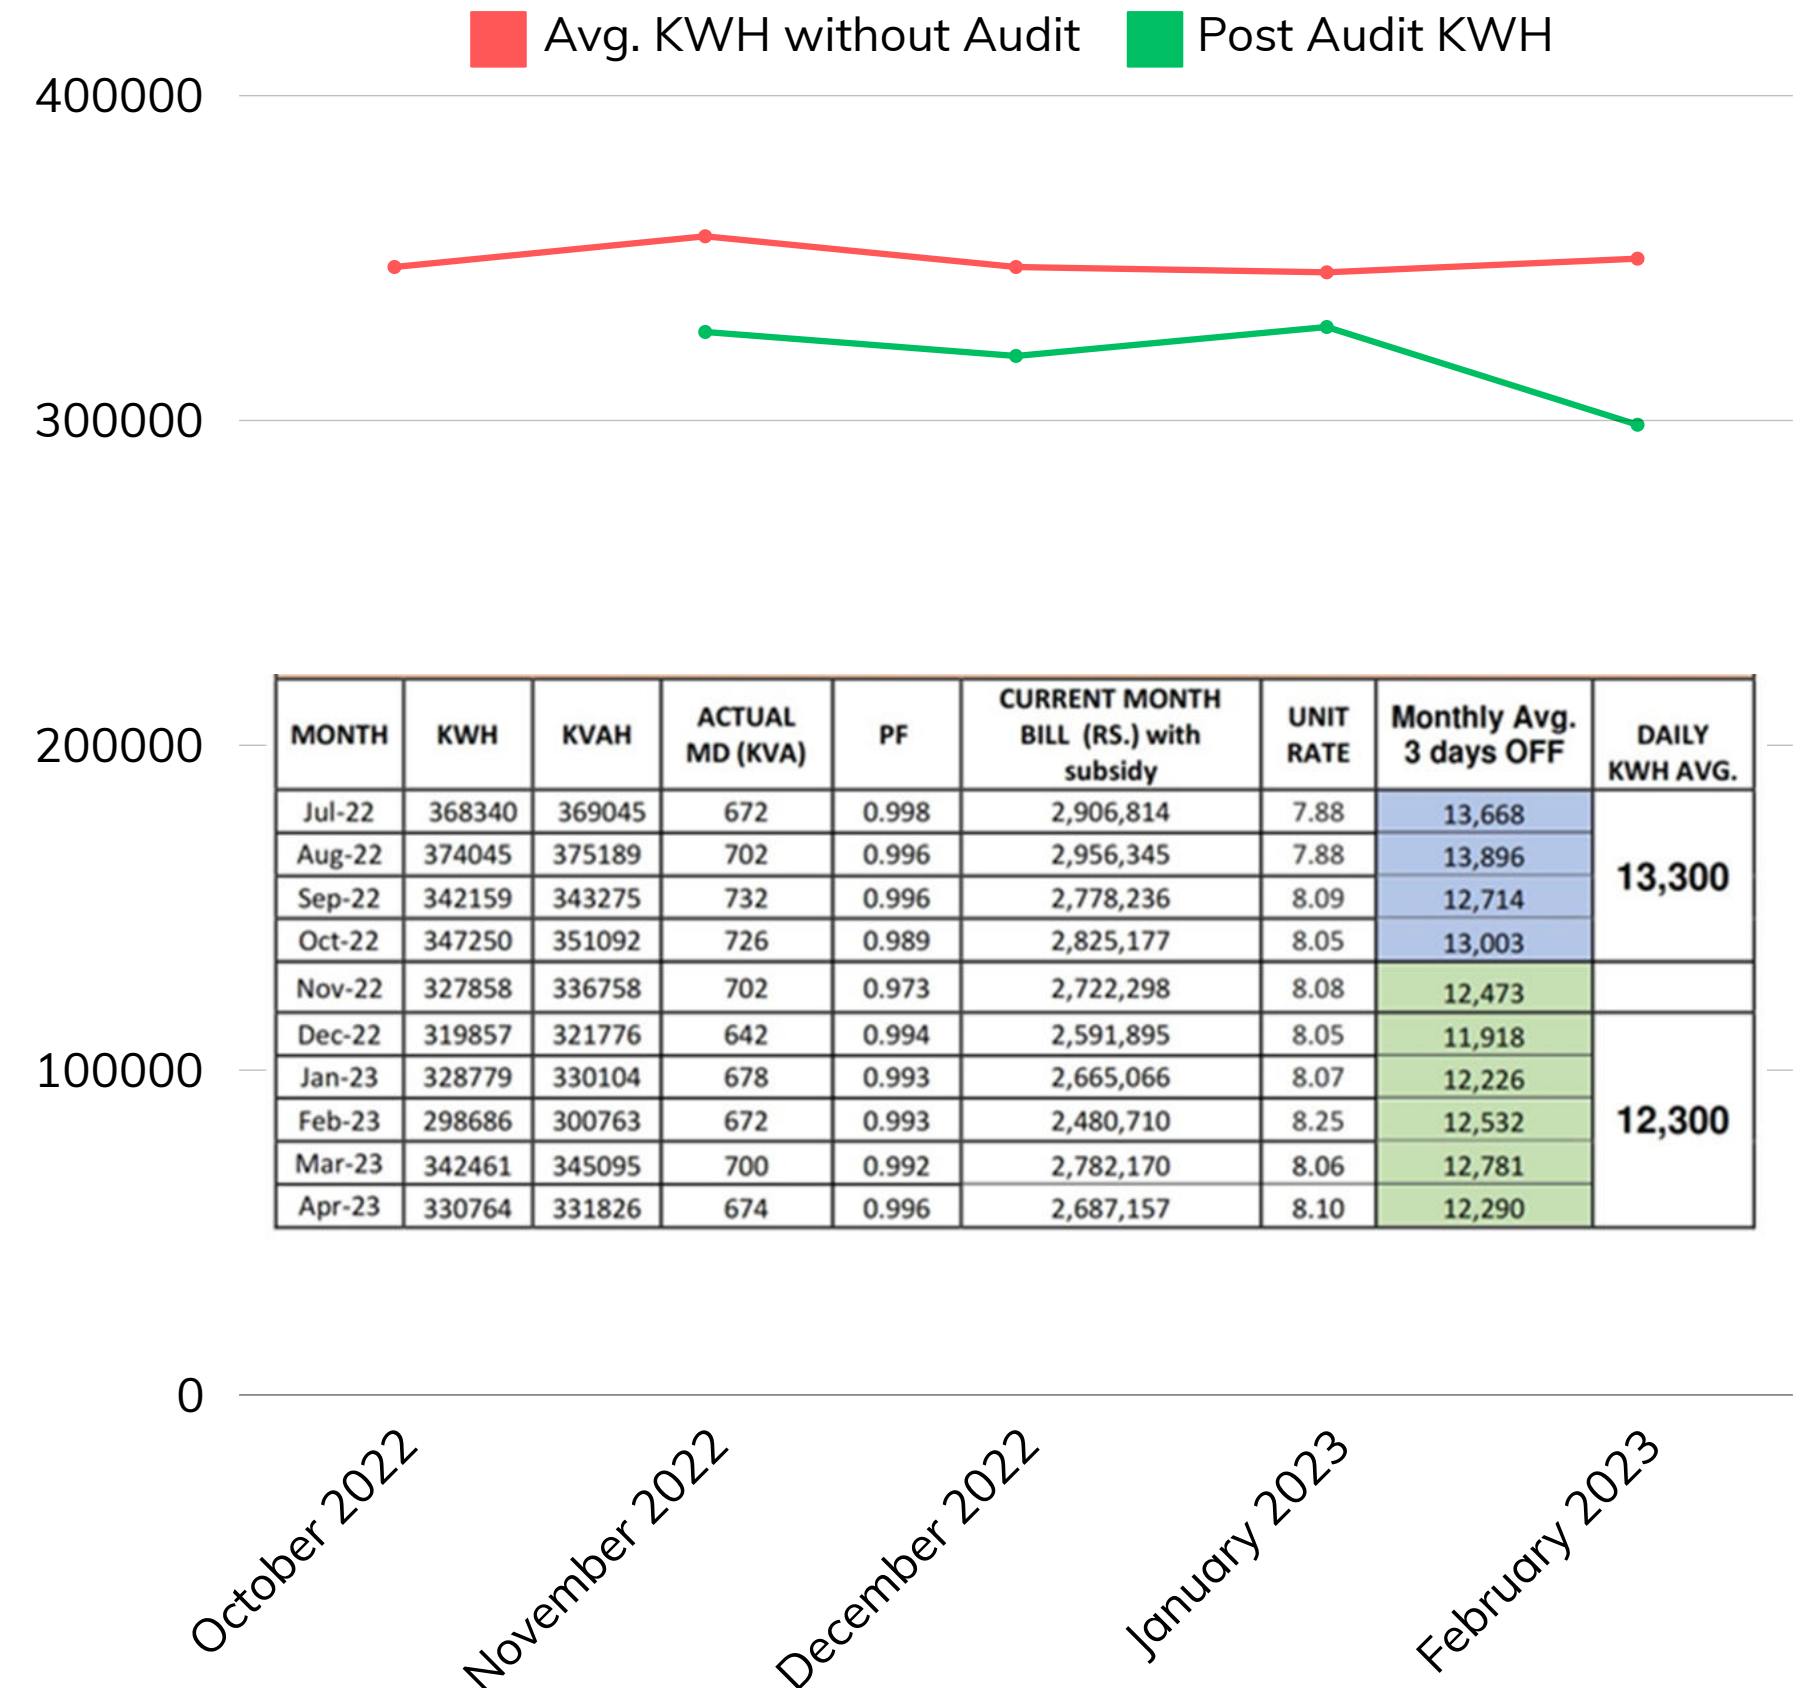 Avg. KWH without Audit Post Audit KWH
400000
300000
200000
100000
0
MONTH KWH KVAH ACTUAL MD (KVA) PF CURRENT MONTH BILL (RS.) with subsidy UNIT RATE Monthly Avg. 3 days OFF DAILY KWH AVG.
Jul-22 368340 369045 672 0.998 2,906,814 7.88 13,668
Aug-22 374045 375189 702 0.996 2,956,345 7.88 13,896
13,300
Sep-22 342159 343275 732 0.996 2,778,236 8.09 12,714
Oct-22 347250 351092 726 0.989 2,825,177 8.05 13,003
Nov-22 327858 336758 702 0.973 2,722,298 8.08 12,473
Dec-22 319857 321776 642 0.994 2,591,895 8.05 11,918
Jan-23 328779 330104 678 0.993 2,665,066 8.07 12,226
Feb-23 298686 300763 672 0.993 2,480,710 8.25 12,532 12,300
Mar-23 342461 345095 700 0.992 2,782,170 8.06 12,781
Apr-23 330764 331826 674 0.996 2,687,157 8.10 12,290
October 2022
November 2022
December 2022
January 2023
February 2023